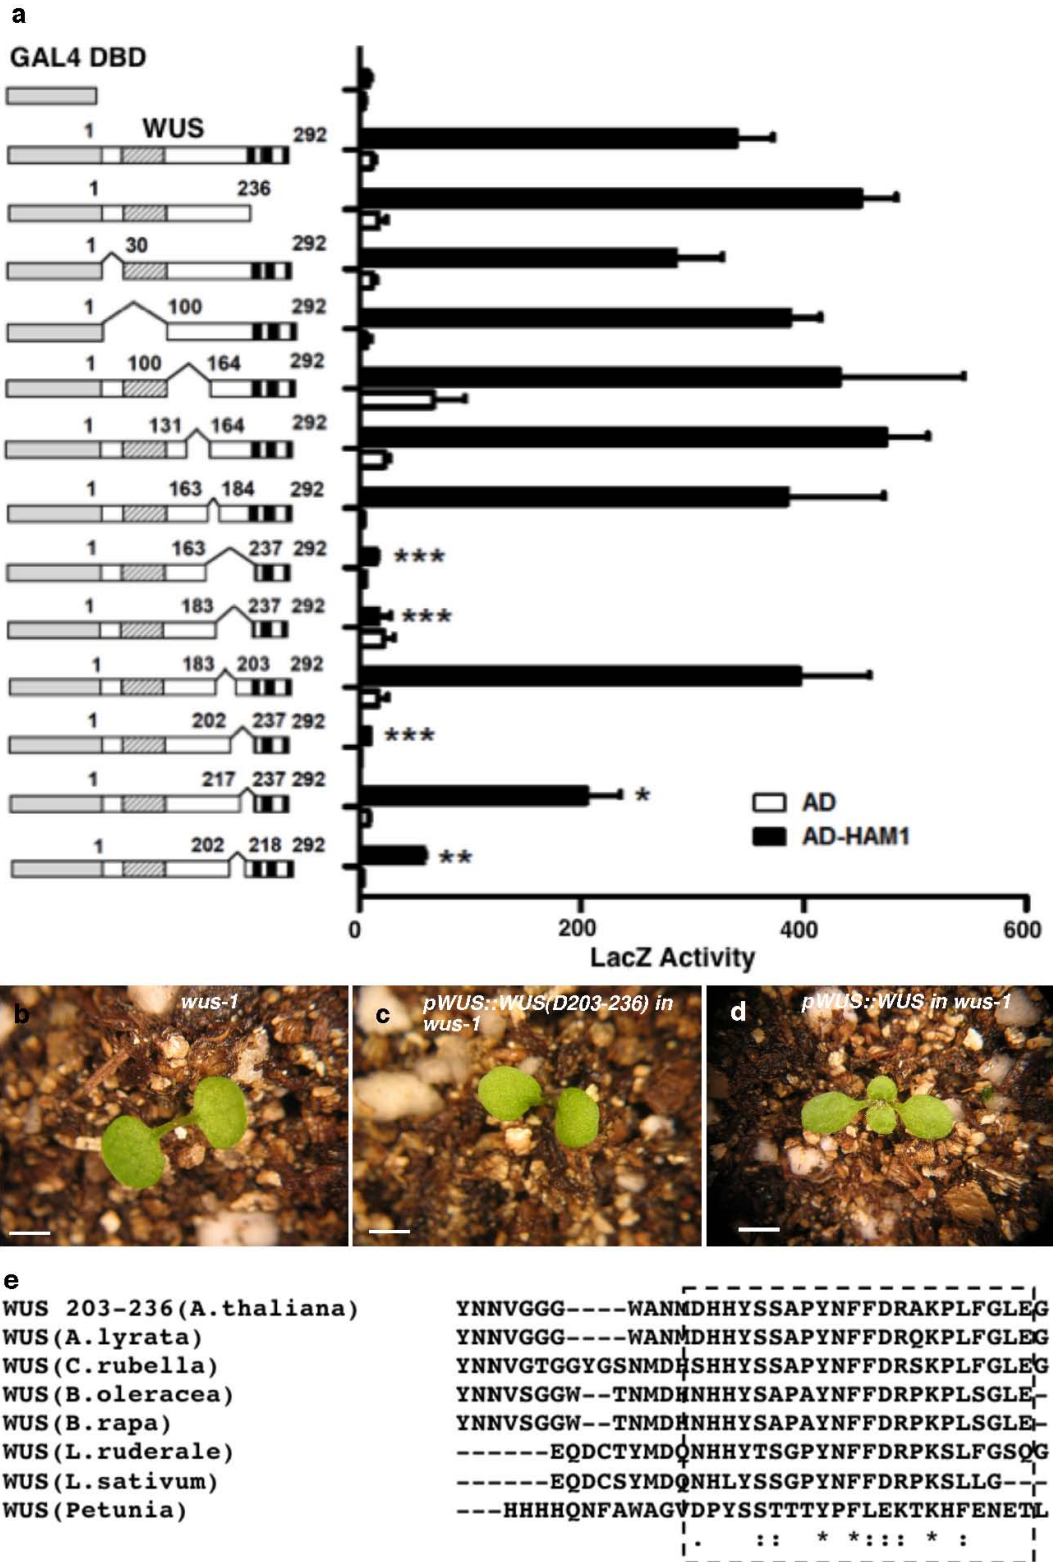 a
GAL4 DBD
1 WUS 292
1 236
1 30 292
1 100 292
1 100 164 292
1 131 164 292
1 163 184 292
1 163 237 292
***
1 183 237 292
***
1 183 203 292
1 202 237 292
***
1 217 237 292
*
1 202 218 292
**
AD
AD-HAM1
0 200 400 600
LacZ Activity
b wus-1
c pWUS::WUS(D203-236) in
wus-1
d pWUS::WUS in wus-1
e
WUS 203-236(A.thaliana) YNNVGGG----WANMDHHYSSAPYNFFDRAKPLFGLEG
WUS(A.lyrata) YNNVGGG----WANMDHHYSSAPYNFFDRQKPLFGLEG
WUS(C.rubella) YNNVGTGGYGSNMDHSHHYSSAPYNFFDRSKPLFGLEG
WUS(B.oleracea) YNNVSGGW--TNMDHNHHYSAPAYNFFDRPKPLSGLE-
WUS(B.rapa) YNNVSGGW--TNMDHNHHYSAPAYNFFDRPKPLSGLE-
WUS(L.ruderale) ------EQDCTYMDQNHHYTSGPYNFFDRPKSLFGSQG
WUS(L.sativum) ------EQDCSYMDQNHLYSSGPYNFFDRPKSLLG---
WUS(Petunia) ---HHHHQNFAWAGVDPYSSTTTYPFLEKTKHFENETL
. :: * *::: * :